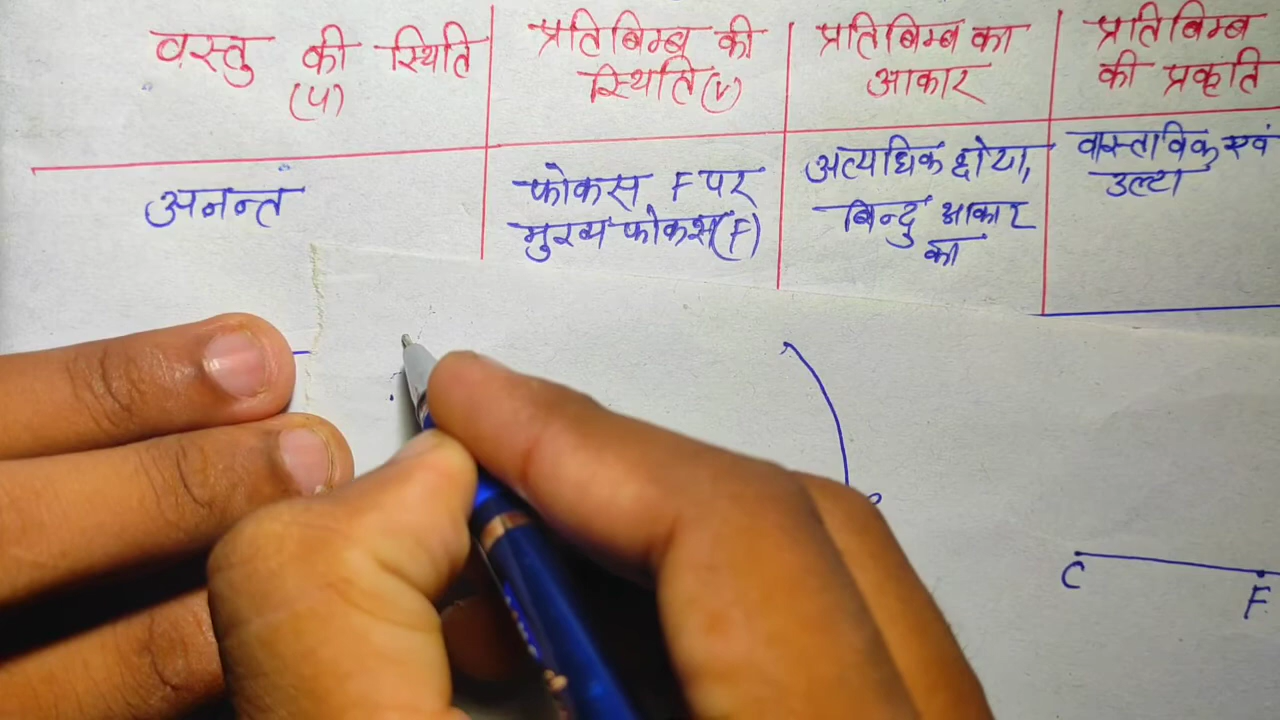 वस्तु की स्थिति
(u)
प्रतिबिम्ब की
स्थिति (v)
प्रतिबिम्ब का
आकार
प्रतिबिम्ब
की प्रकृति
अनन्त
फोकस F पर
मुख्य फोकस (F)
अत्यधिक छोटा,
बिन्दु आकार
का
वास्तविक एवं
उल्टा
C
F